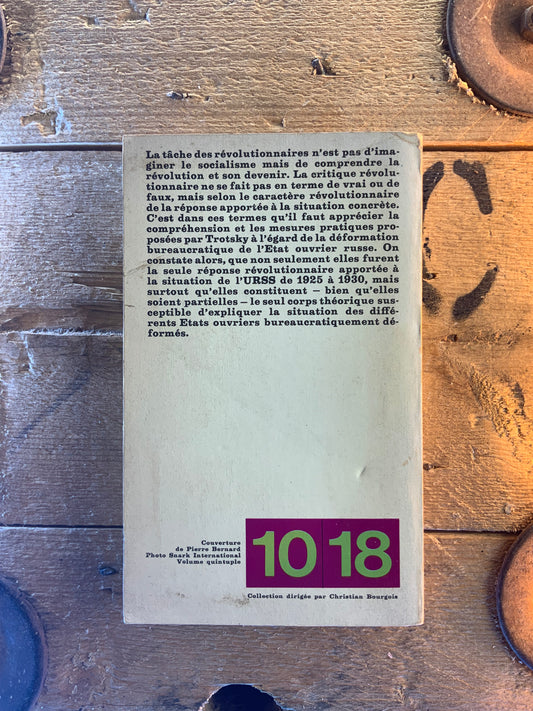 La tâche des révolutionnaires n'est pas d'ima-
giner le socialisme mais de comprendre la
révolution et son devenir. La critique révolu-
tionnaire ne se fait pas en terme de vrai ou de
faux, mais selon le caractère révolutionnaire
de la réponse apportée à la situation concrète.
C'est dans ces termes qu'il faut apprécier la
compréhension et les mesures pratiques pro-
posées par Trotsky à l'égard de la déformation
bureaucratique de l'Etat ouvrier russe. On
constate alors, que non seulement elles furent
la seule réponse révolutionnaire apportée à
la situation de l'URSS de 1925 à 1930, mais
surtout qu'elles constituent – bien qu'elles
soient partielles – le seul corps théorique sus-
ceptible d'expliquer la situation des diffé-
rents Etats ouvriers bureaucratiquement dé-
formés.
Couverture
de Pierre Bernard
Photo Snark International
Volume quintuple
10 18
Collection dirigée par Christian Bourgois